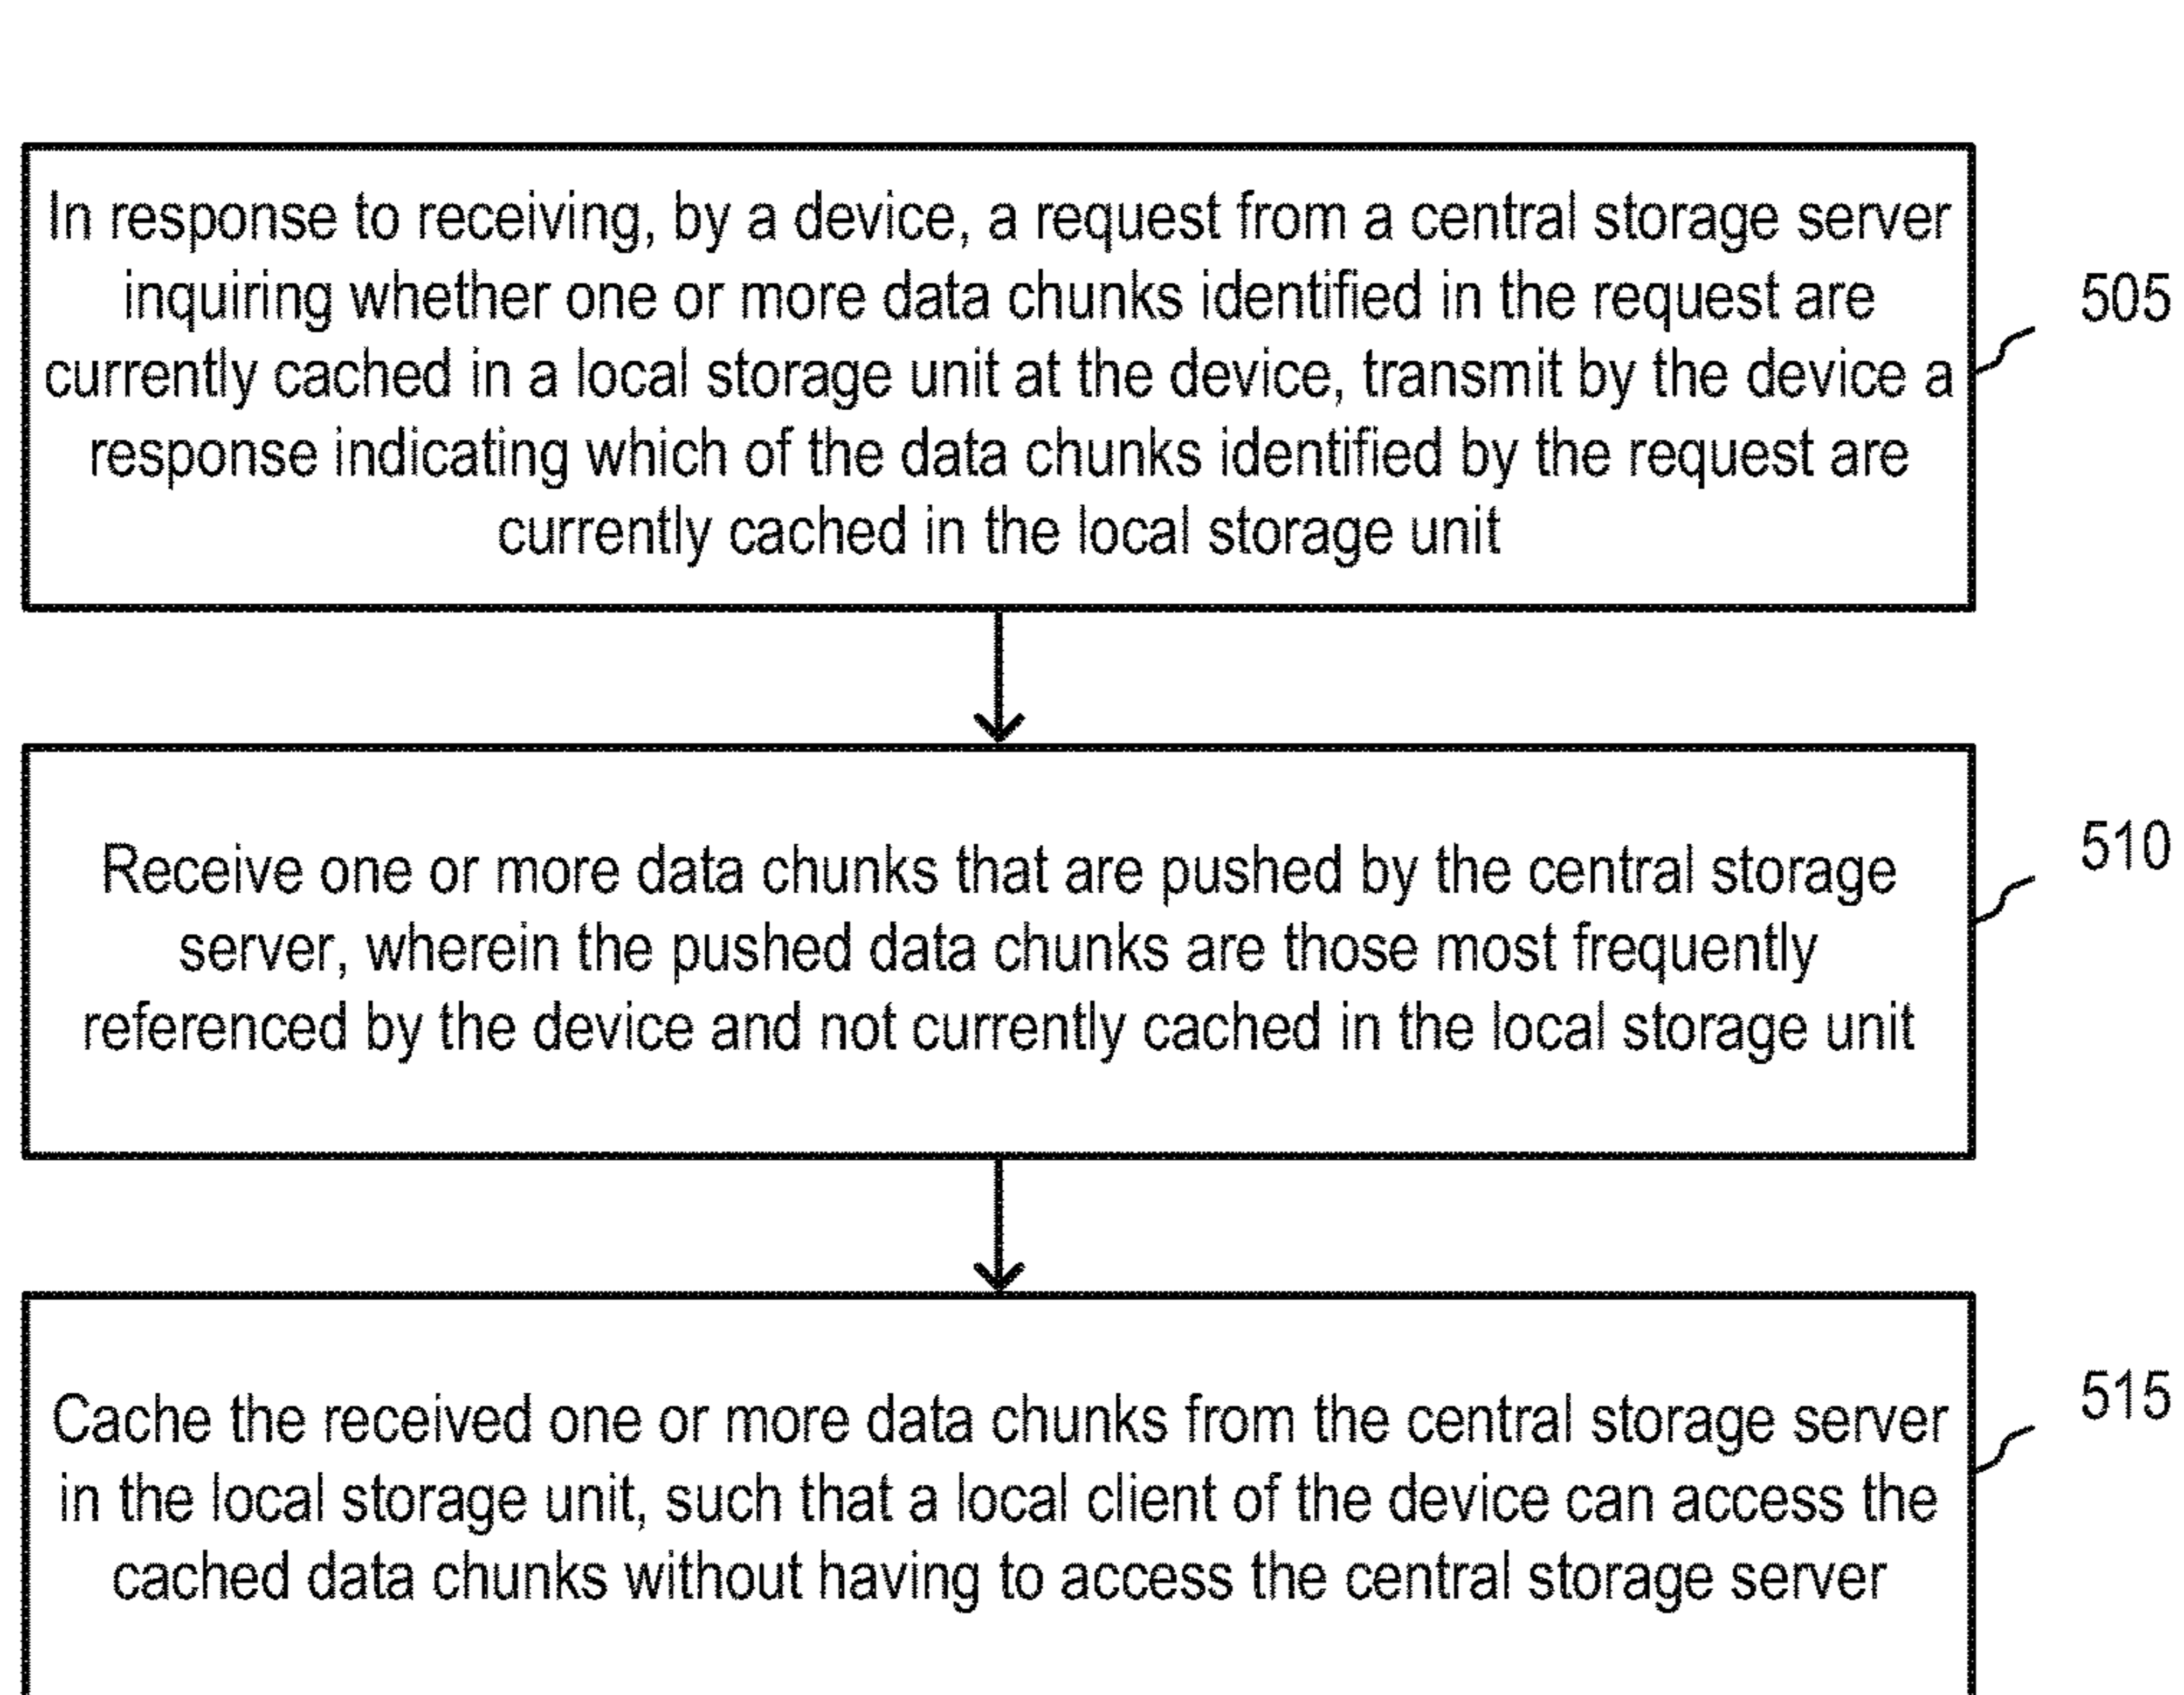 In response to receiving, by a device, a request from a central storage server
inquiring whether one or more data chunks identified in the request are
currently cached in a local storage unit at the device, transmit by the device a
response indicating which of the data chunks identified by the request are
currently cached in the local storage unit
505
Receive one or more data chunks that are pushed by the central storage
server, wherein the pushed data chunks are those most frequently
referenced by the device and not currently cached in the local storage unit
510
Cache the received one or more data chunks from the central storage server
in the local storage unit, such that a local client of the device can access the
cached data chunks without having to access the central storage server
515